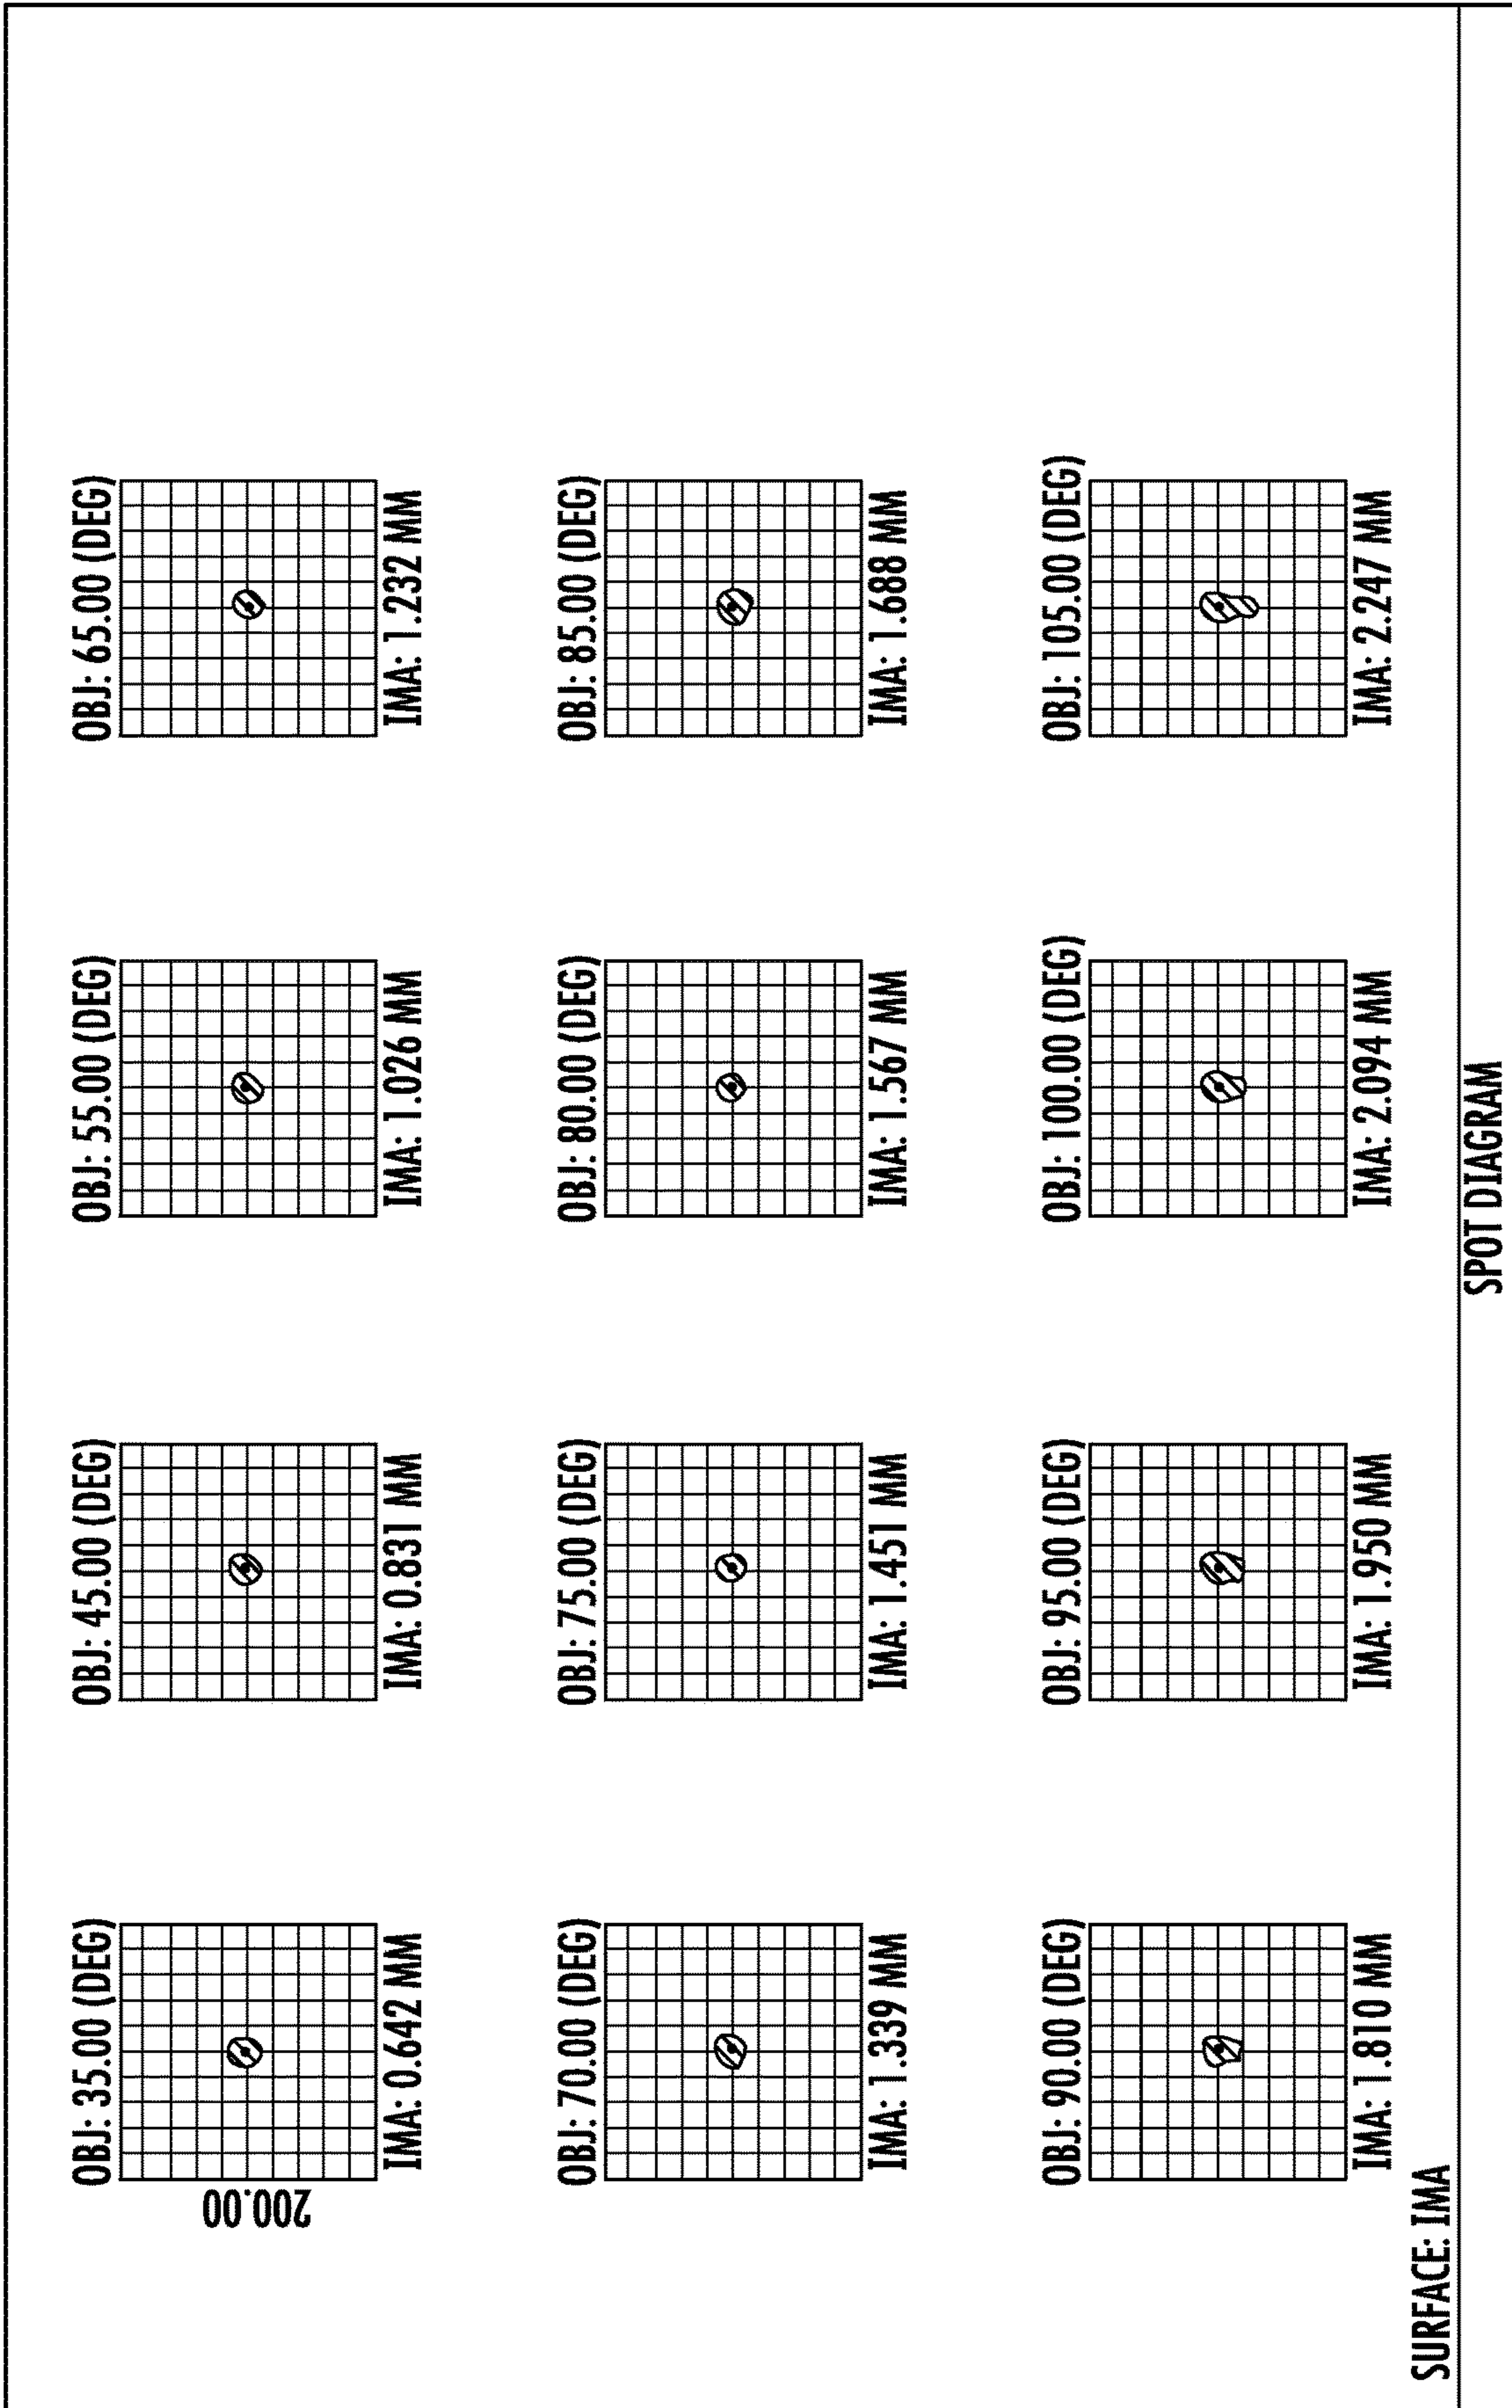 OBJ: 35.00 (DEG)
OBJ: 45.00 (DEG)
OBJ: 55.00 (DEG)
OBJ: 65.00 (DEG)
200.00
IMA: 0.642 MM
IMA: 0.831 MM
IMA: 1.026 MM
IMA: 1.232 MM
OBJ: 70.00 (DEG)
OBJ: 75.00 (DEG)
OBJ: 80.00 (DEG)
OBJ: 85.00 (DEG)
IMA: 1.339 MM
IMA: 1.451 MM
IMA: 1.567 MM
IMA: 1.688 MM
OBJ: 90.00 (DEG)
OBJ: 95.00 (DEG)
OBJ: 100.00 (DEG)
OBJ: 105.00 (DEG)
IMA: 1.810 MM
IMA: 1.950 MM
IMA: 2.094 MM
IMA: 2.247 MM
SURFACE: IMA
SPOT DIAGRAM